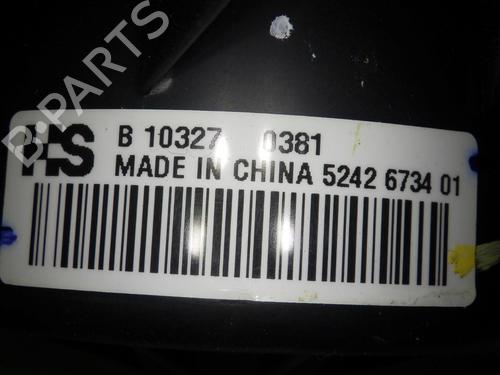 B-PARTS
HS B 10327 0381
MADE IN CHINA 5242 6734 01